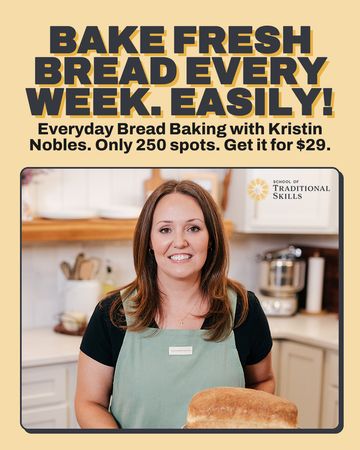 BAKE FRESH
BREAD EVERY
WEEK. EASILY!
Everyday Bread Baking with Kristin
Nobles. Only 250 spots. Get it for $29.
SCHOOL OF
TRADITIONAL
SKILLS